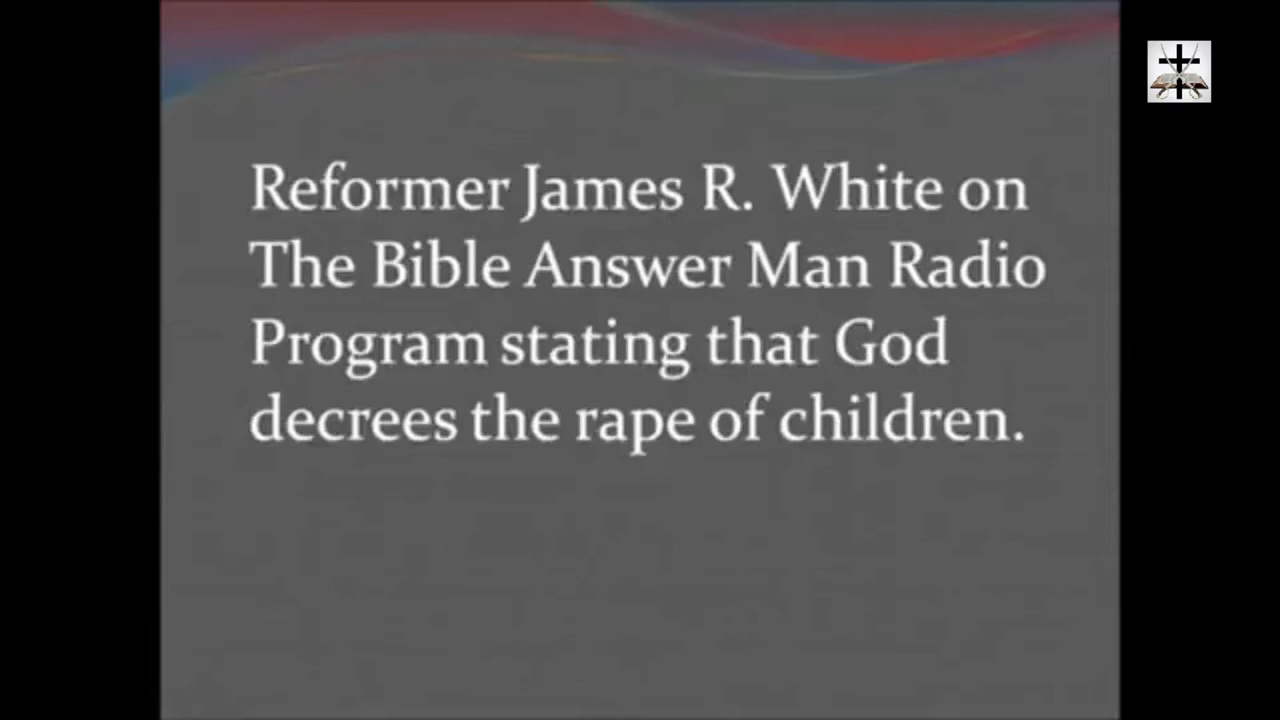 Reformer James R. White on
The Bible Answer Man Radio
Program stating that God
decrees the rape of children.